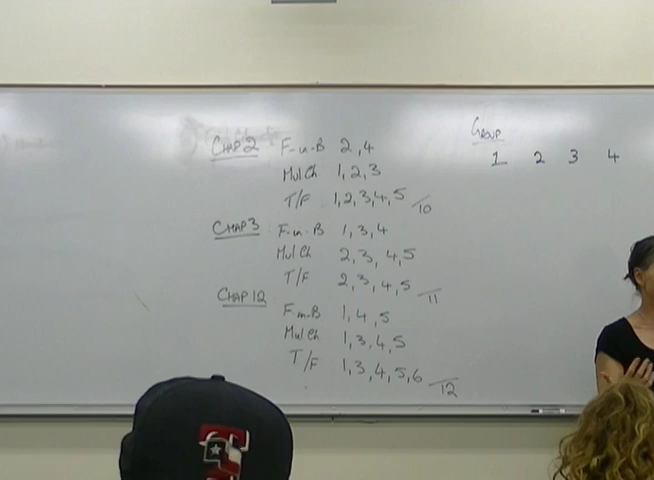 GROUP
1 2 3 4
CHAP 2 F-in-B 2,4
Mul Ch 1,2,3
T/F 1,2,3,4,5 /10
CHAP 3 F-in-B 1,3,4
Mul Ch 2,3,4,5
T/F 2,3,4,5 /11
CHAP 12
F-in-B 1,4,5
Mul Ch 1,3,4,5
T/F 1,3,4,5,6 /12
T